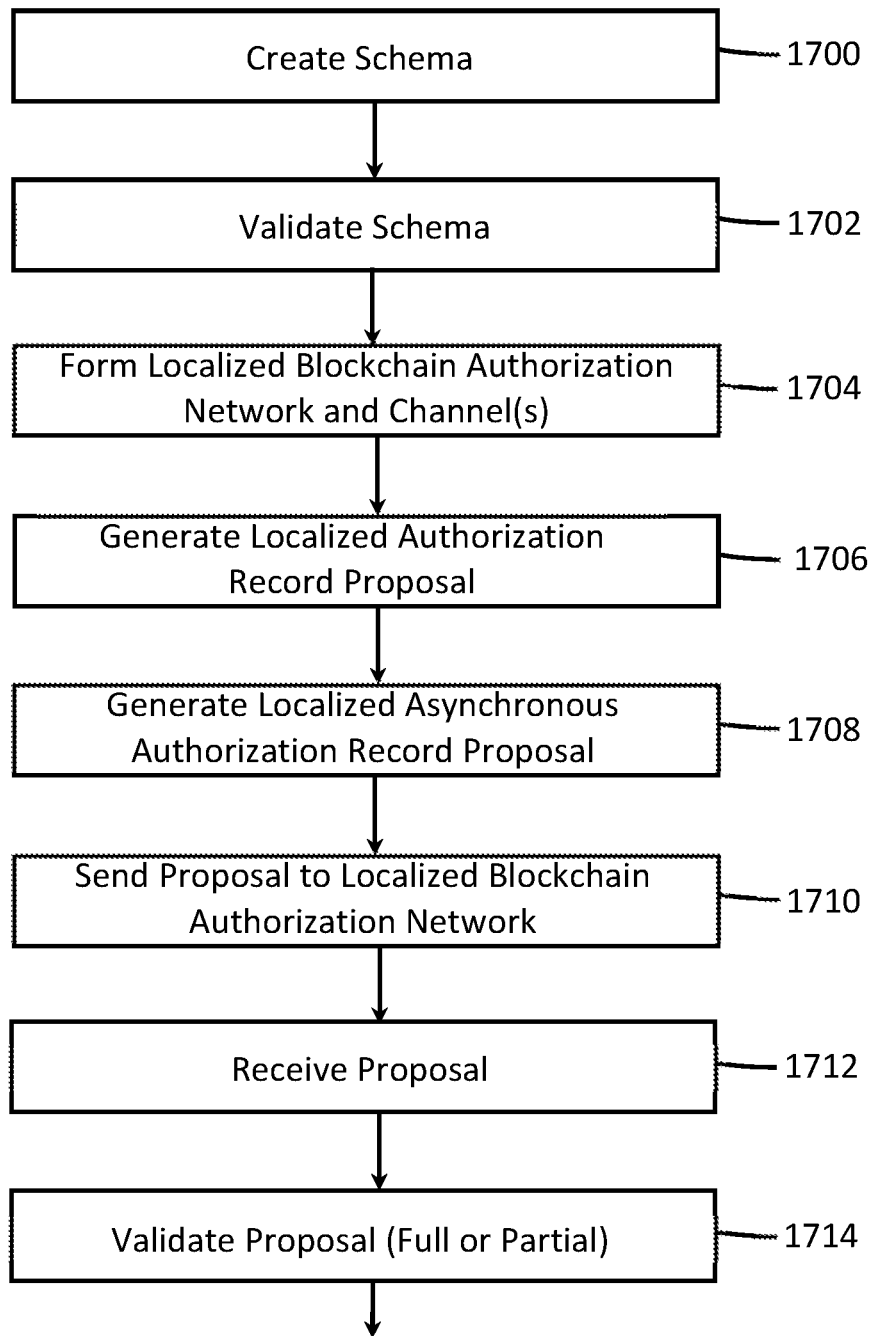 Create Schema
1700
Validate Schema
1702
Form Localized Blockchain Authorization
Network and Channel(s)
1704
Generate Localized Authorization
Record Proposal
1706
Generate Localized Asynchronous
Authorization Record Proposal
1708
Send Proposal to Localized Blockchain
Authorization Network
1710
Receive Proposal
1712
Validate Proposal (Full or Partial)
1714